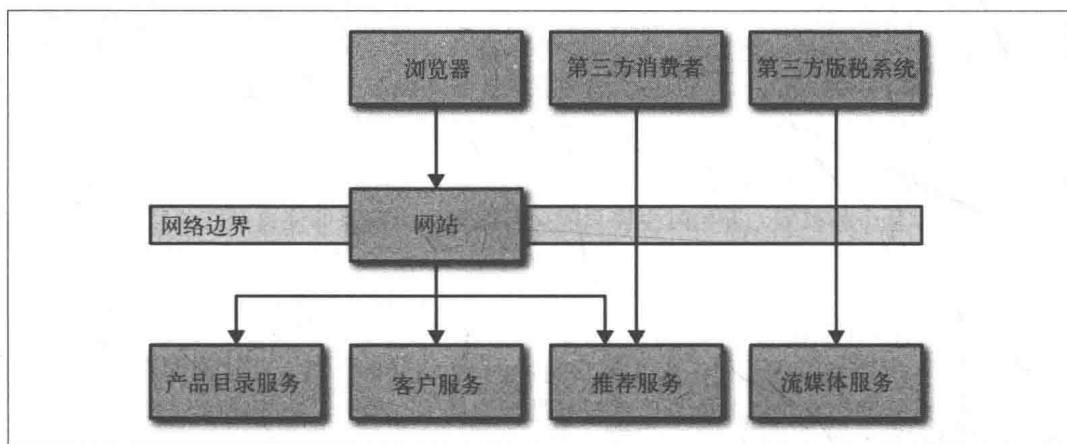 浏览器
第三方消费者
第三方版税系统
网络边界
网站
产品目录服务
客户服务
推荐服务
流媒体服务